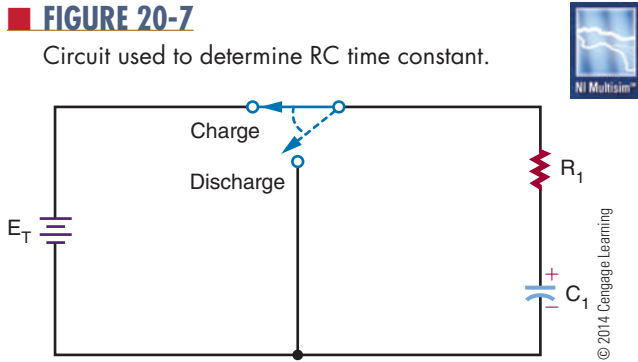 FIGURE 20-7
Circuit used to determine RC time constant.
NI Multisim™
Charge
Discharge
R1
ET
+
C1
−
© 2014 Cengage Learning